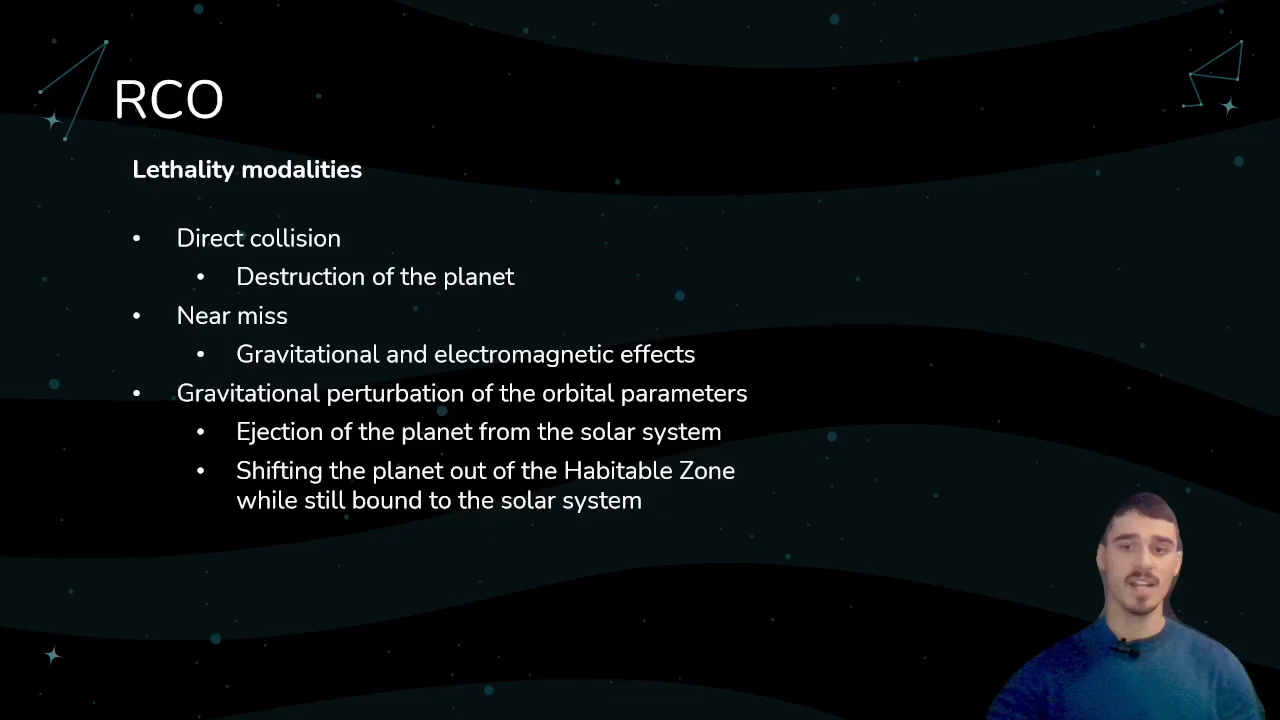 RCO
Lethality modalities
• Direct collision
• Destruction of the planet
• Near miss
• Gravitational and electromagnetic effects
• Gravitational perturbation of the orbital parameters
• Ejection of the planet from the solar system
• Shifting the planet out of the Habitable Zone
while still bound to the solar system